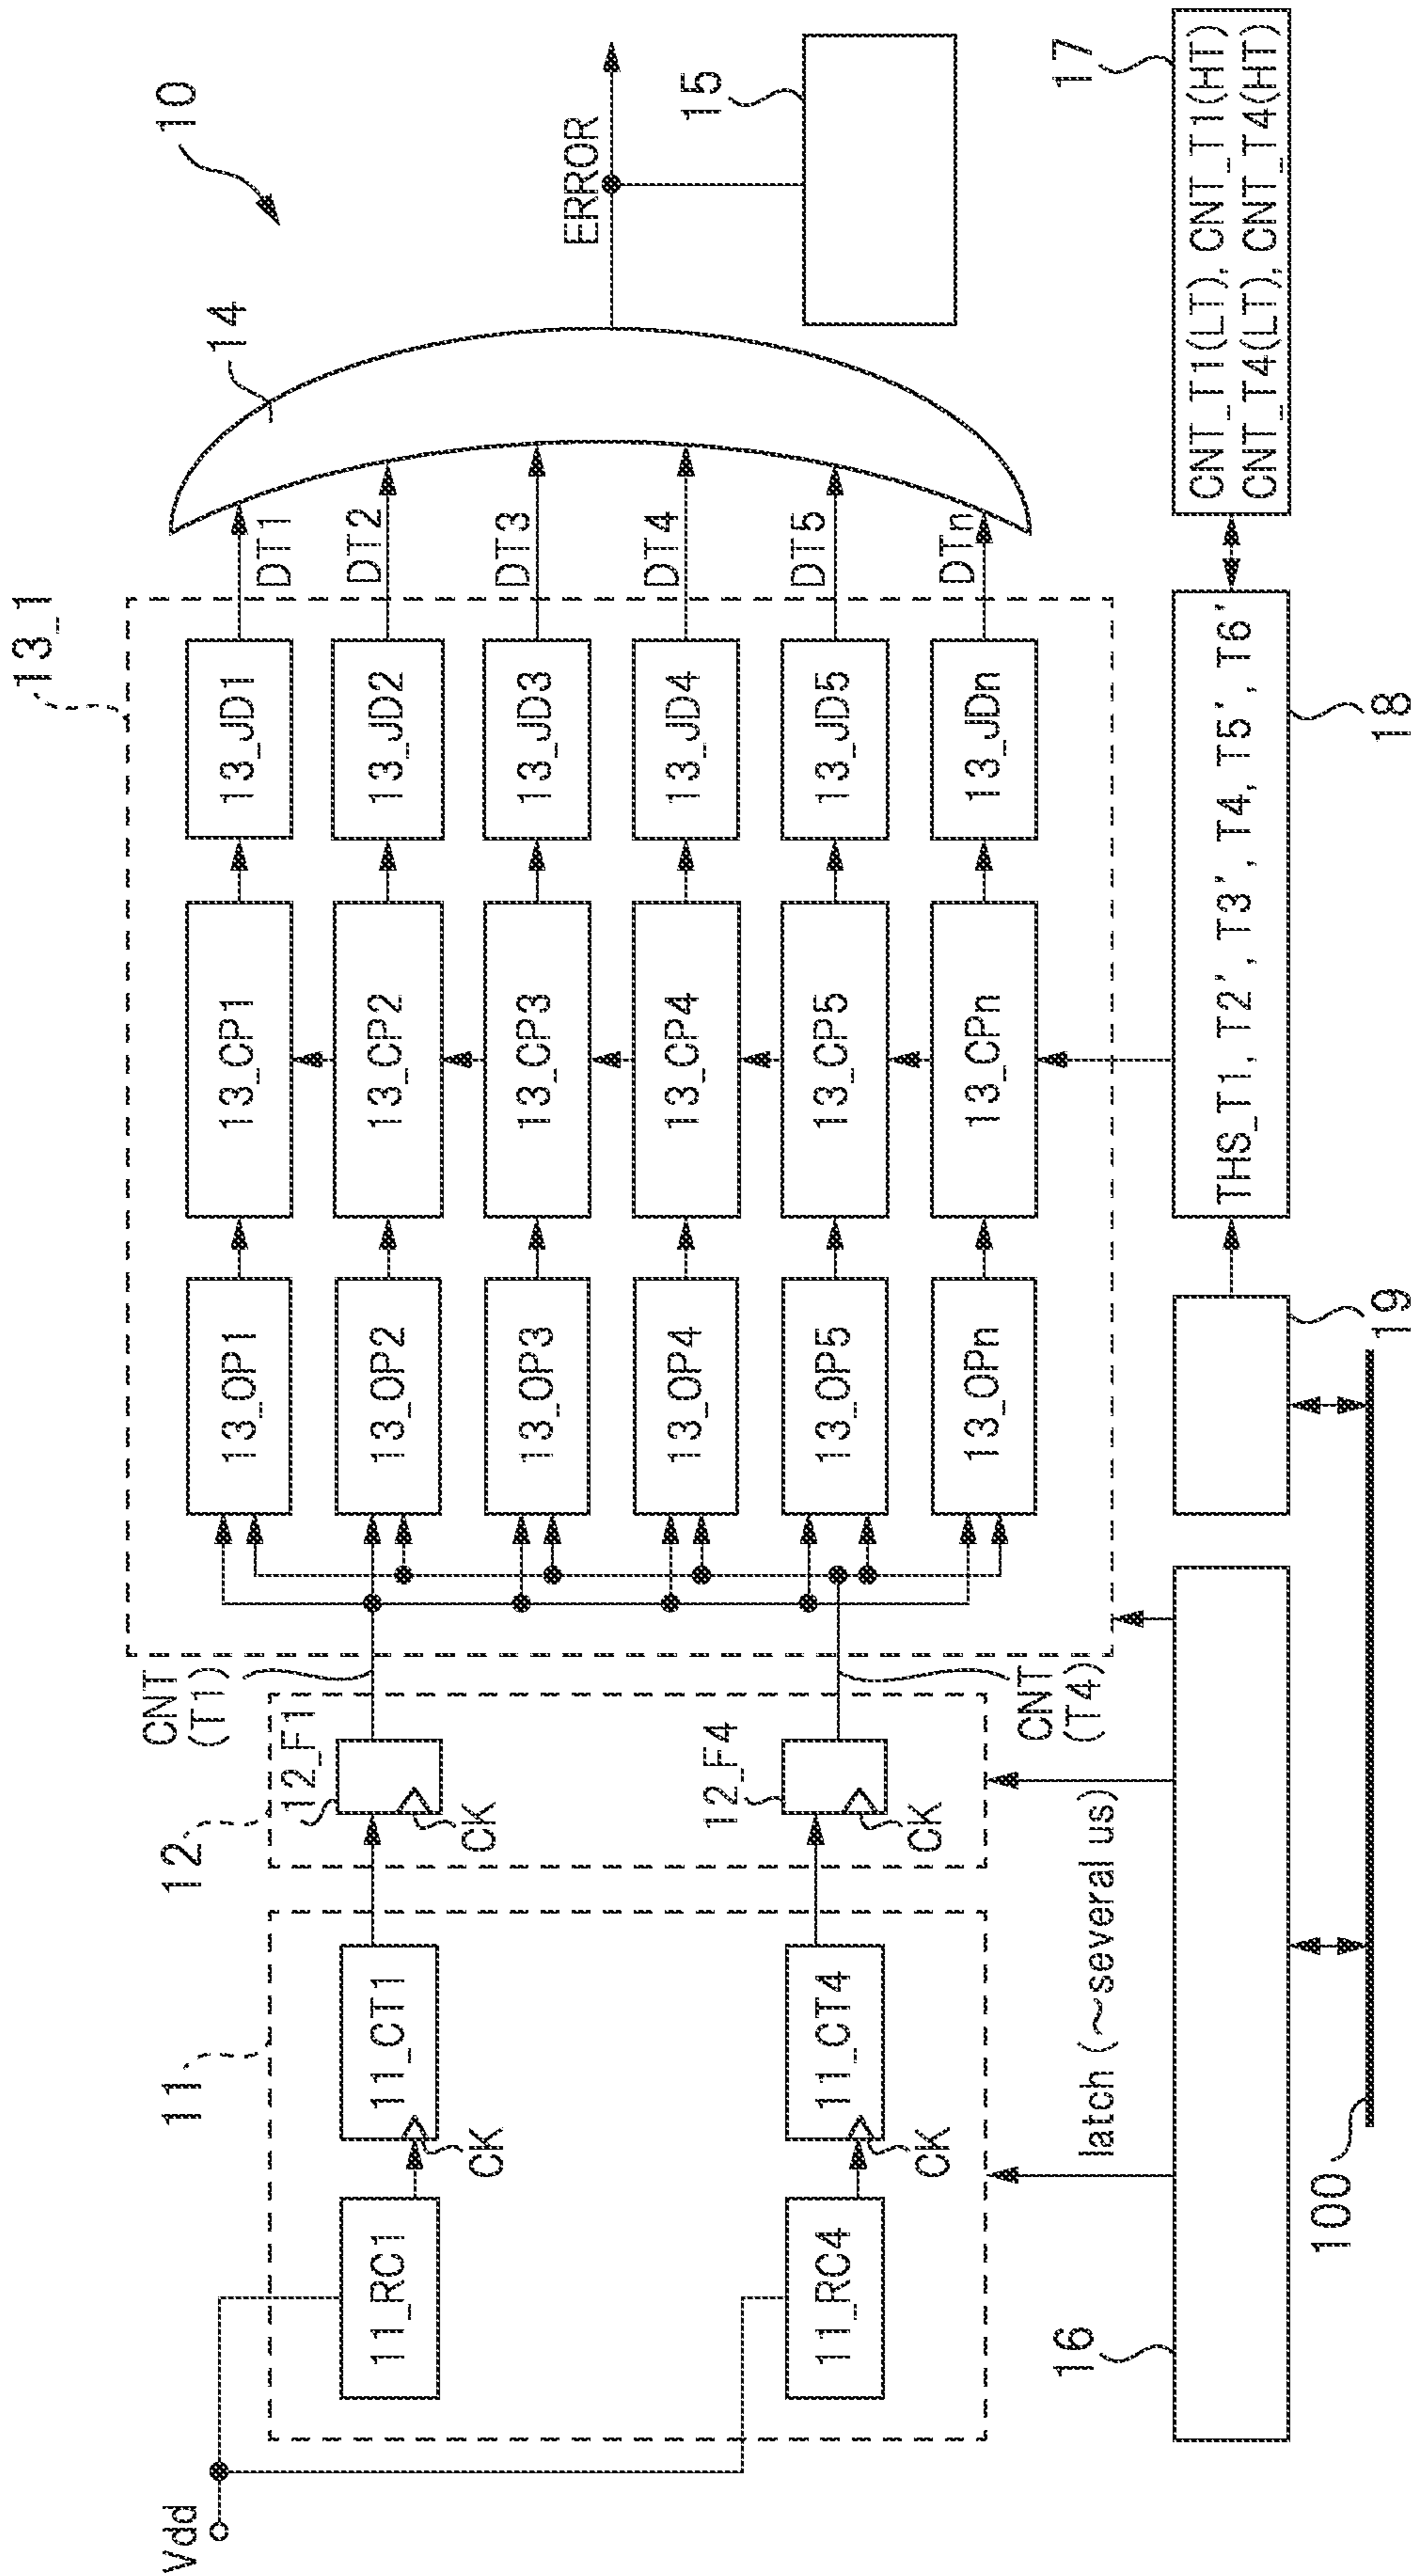 10
13_1
14
15
ERROR
Vdd
11
11_RC1
CK
11_CT1
11_RC4
CK
11_CT4
12
12_F1
CK
12_F4
CK
CNT
(T1)
CNT
(T4)
13_OP1
13_CP1
13_JD1
DT1
13_OP2
13_CP2
13_JD2
DT2
13_OP3
13_CP3
13_JD3
DT3
13_OP4
13_CP4
13_JD4
DT4
13_OP5
13_CP5
13_JD5
DT5
13_OPn
13_CPn
13_JDn
DTn
latch(~several us)
16
100
19
THS_T1, T2', T3', T4, T5', T6'
18
17
CNT_T1(LT), CNT_T1(HT)
CNT_T4(LT), CNT_T4(HT)